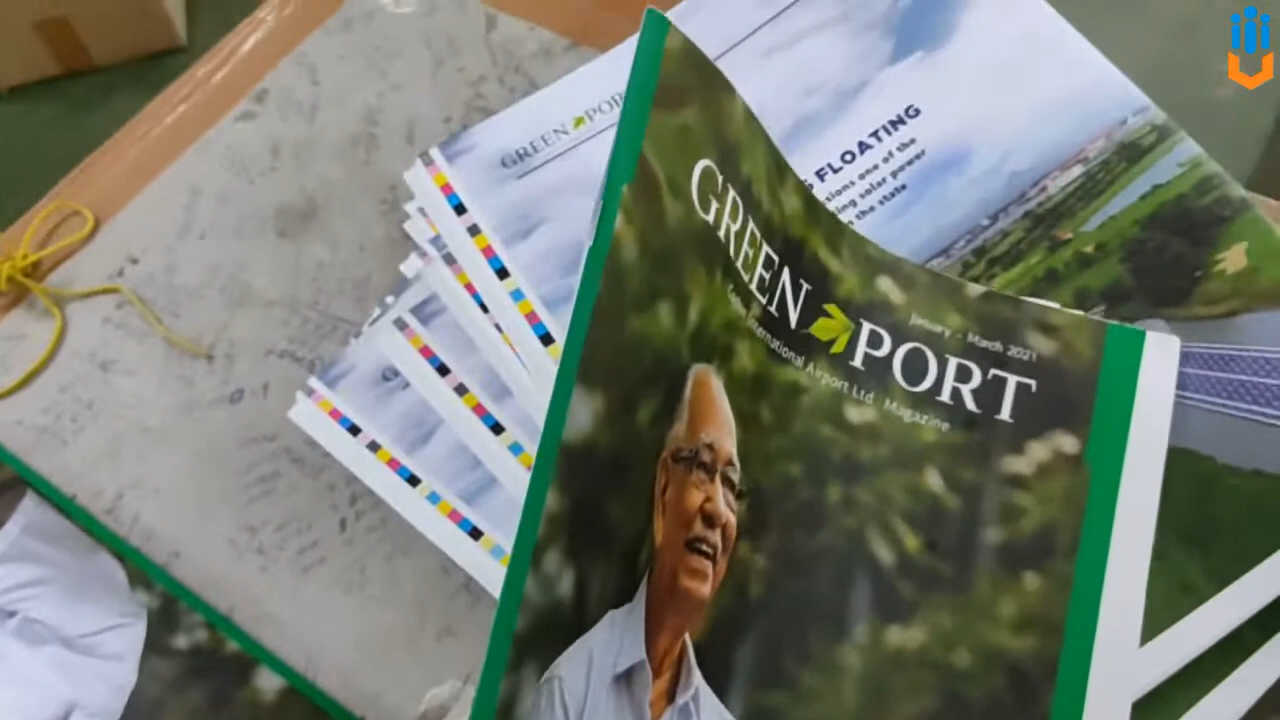 GREEN PORT
FLOATING
sions one of the
ing solar power
the state
GREEN PORT
January - March 2021
International Airport Ltd Magazine